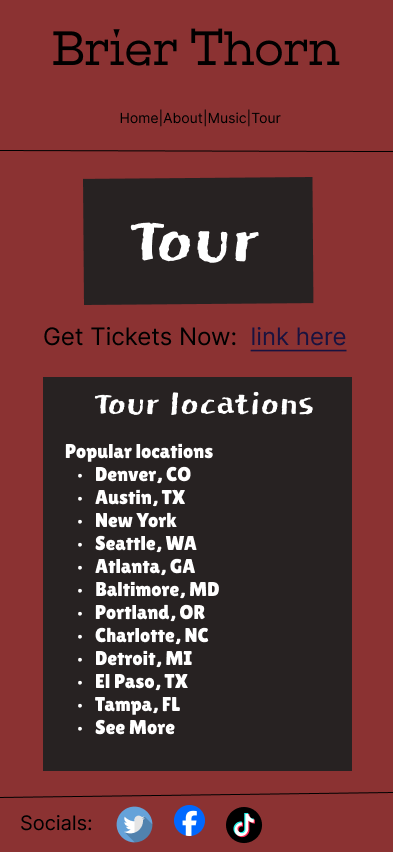 Brier Thorn
Home|About|Music|Tour
Tour
Get Tickets Now: link here
Tour locations
Popular locations
• Denver, CO
• Austin, TX
• New York
• Seattle, WA
• Atlanta, GA
• Baltimore, MD
• Portland, OR
• Charlotte, NC
• Detroit, MI
• El Paso, TX
• Tampa, FL
• See More
Socials: